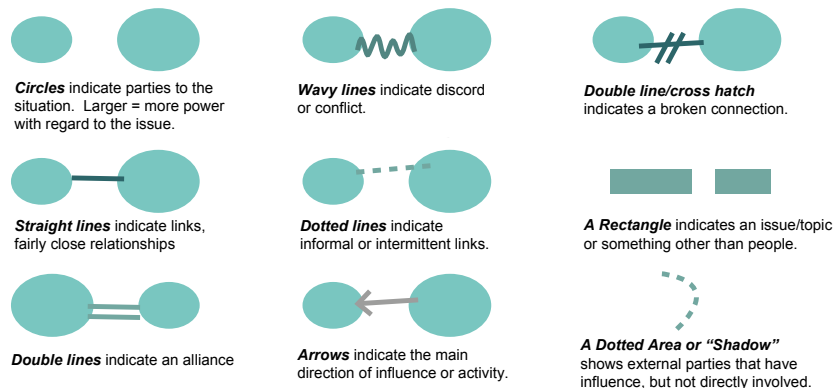 Circles indicate parties to the
situation.  Larger = more power
with regard to the issue.
Wavy lines indicate discord
or conflict.
Double line/cross hatch
indicates a broken connection.
Straight lines indicate links,
fairly close relationships
Dotted lines indicate
informal or intermittent links.
A Rectangle indicates an issue/topic
or something other than people.
Double lines indicate an alliance
Arrows indicate the main
direction of influence or activity.
A Dotted Area or “Shadow”
shows external parties that have
influence, but not directly involved.